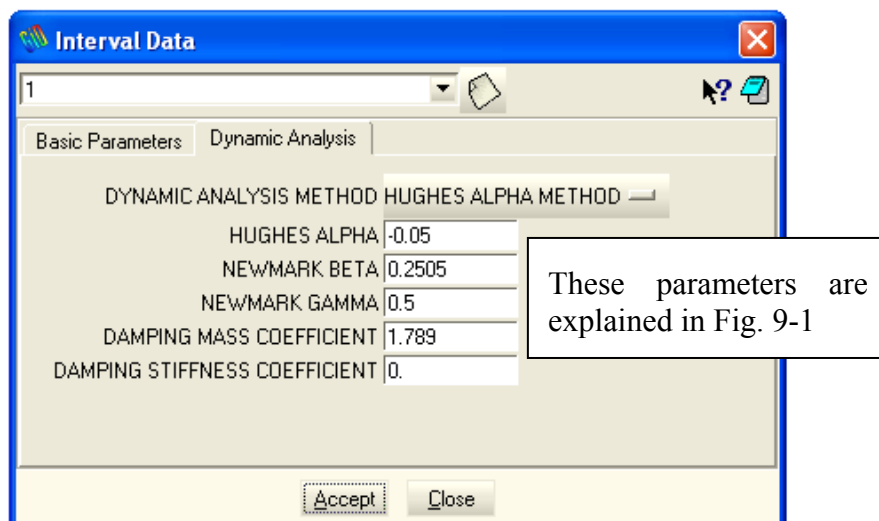 Interval Data
1
Basic Parameters Dynamic Analysis
DYNAMIC ANALYSIS METHOD HUGHES ALPHA METHOD
HUGHES ALPHA -0.05
NEWMARK BETA 0.2505
NEWMARK GAMMA 0.5
DAMPING MASS COEFFICIENT 1.789
DAMPING STIFFNESS COEFFICIENT 0.
These parameters are
explained in Fig. 9-1
Accept Close